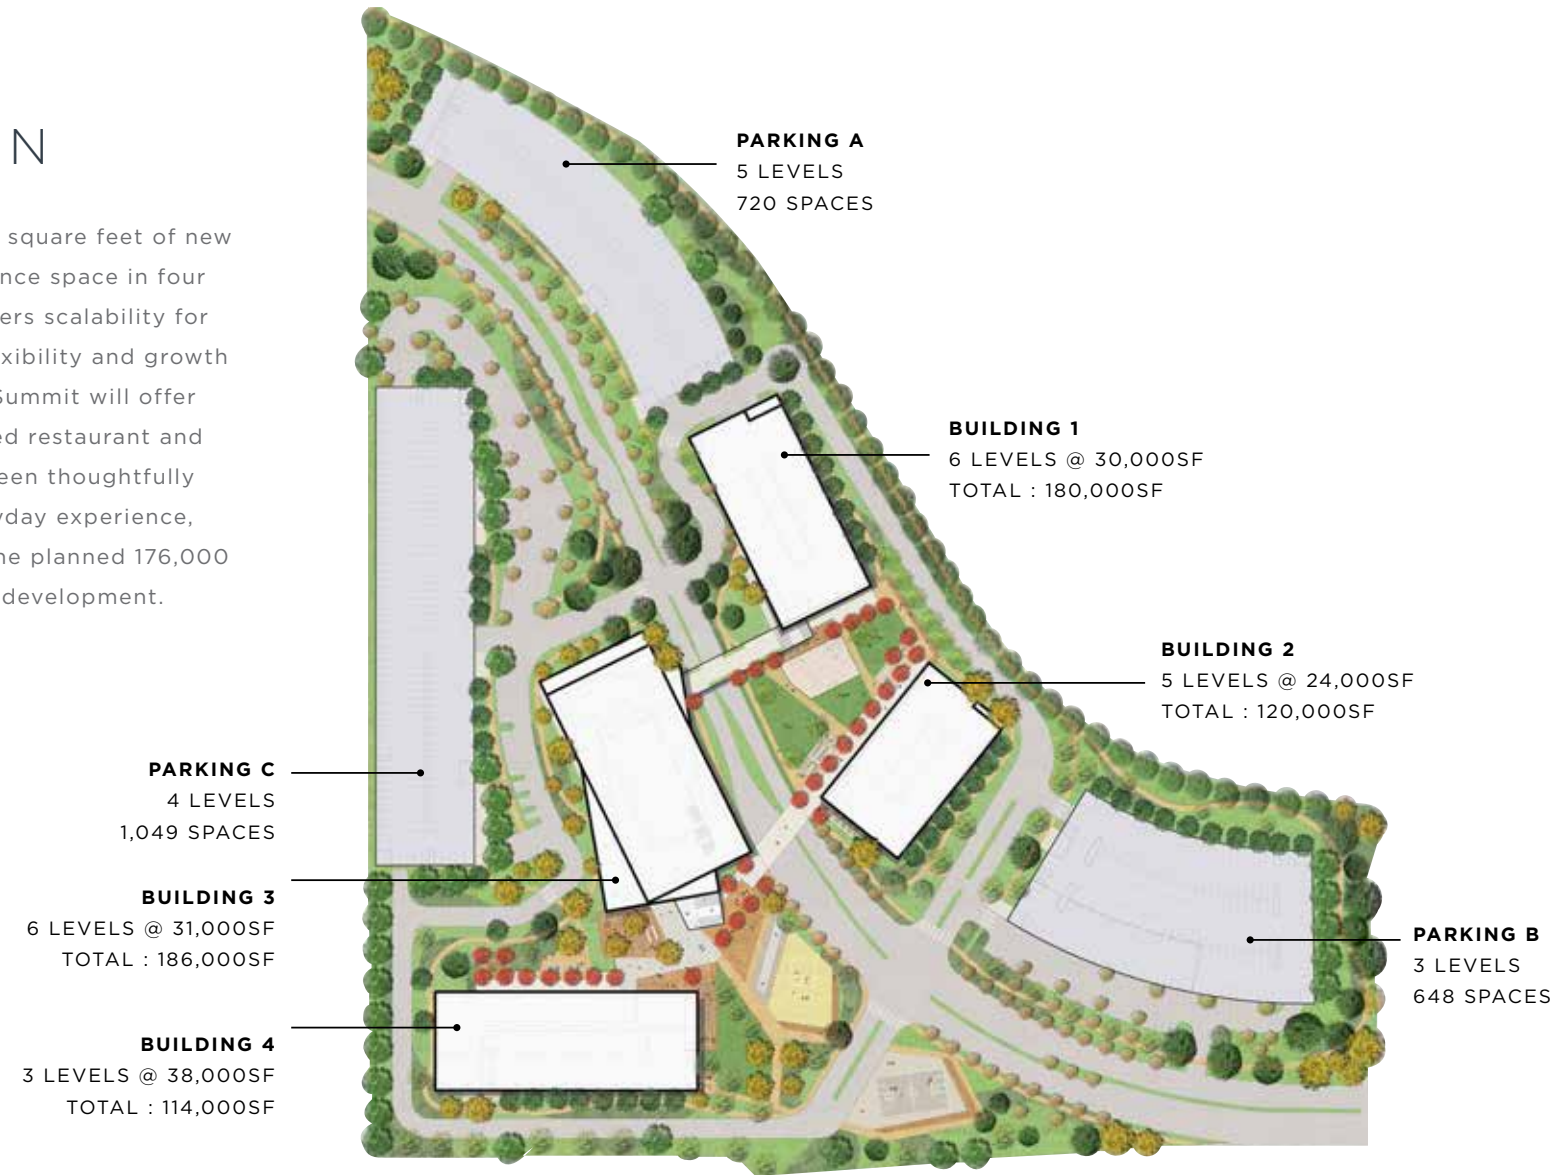 N
square feet of new
nce space in four
ers scalability for
xibility and growth
Summit will offer
ed restaurant and
een thoughtfully
yday experience,
he planned 176,000
development.
PARKING A
5 LEVELS
720 SPACES
BUILDING 1
6 LEVELS @ 30,000SF
TOTAL : 180,000SF
BUILDING 2
5 LEVELS @ 24,000SF
TOTAL : 120,000SF
PARKING C
4 LEVELS
1,049 SPACES
BUILDING 3
6 LEVELS @ 31,000SF
TOTAL : 186,000SF
PARKING B
3 LEVELS
648 SPACES
BUILDING 4
3 LEVELS @ 38,000SF
TOTAL : 114,000SF